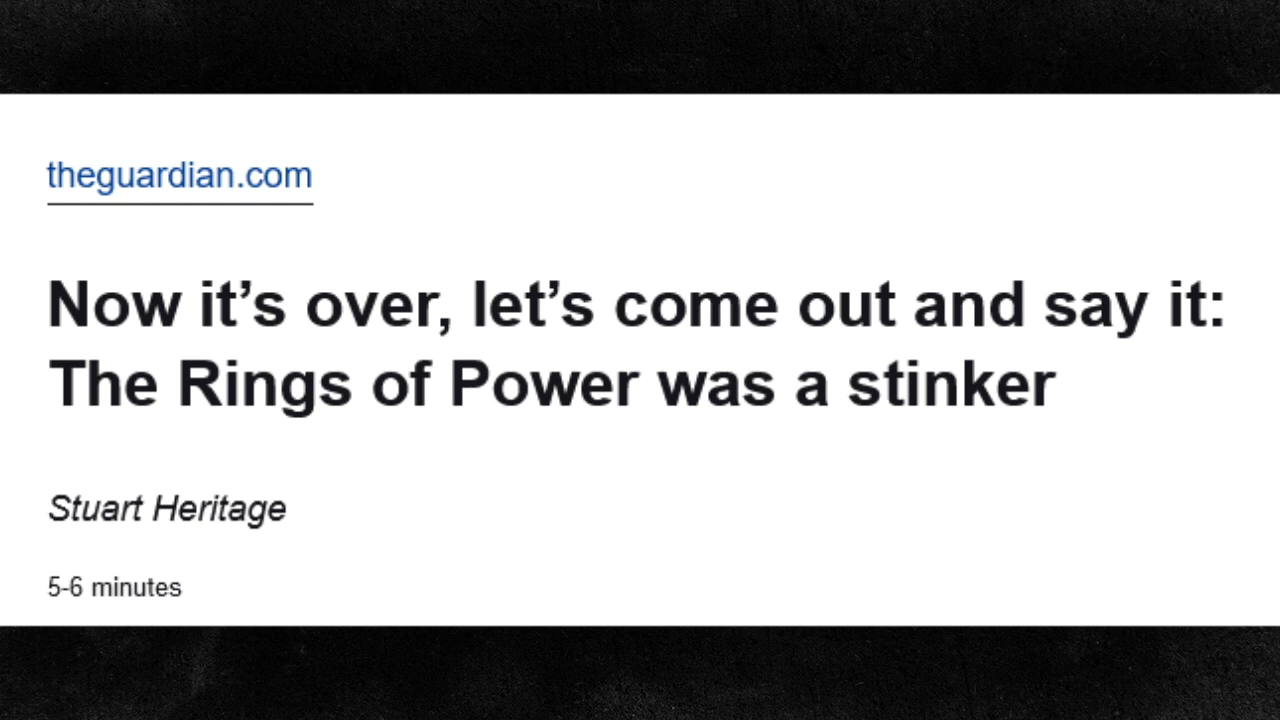 theguardian.com
Now it’s over, let’s come out and say it:
The Rings of Power was a stinker
Stuart Heritage
5-6 minutes